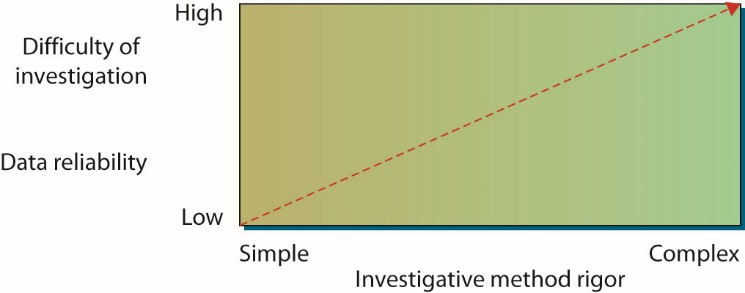 High
Difficulty of
investigation
Data reliability
Low
Simple
Complex
Investigative method rigor